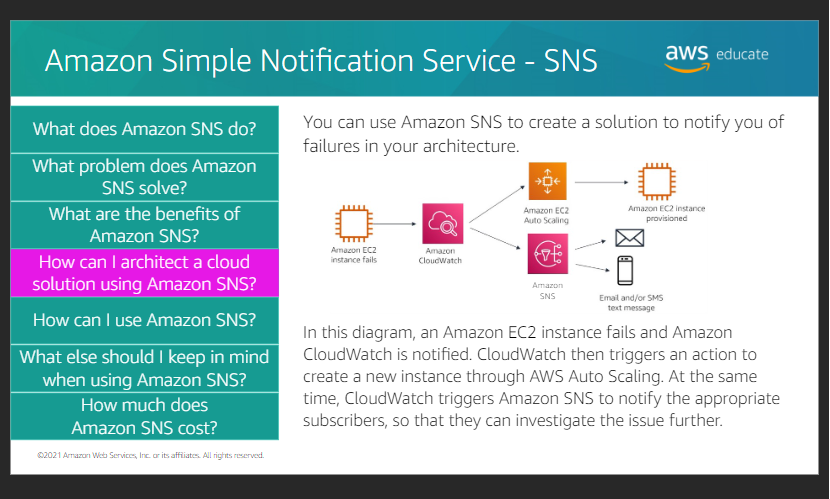 Amazon Simple Notification Service - SNS
aws educate
What does Amazon SNS do?
What problem does Amazon
SNS solve?
What are the benefits of
Amazon SNS?
How can I architect a cloud
solution using Amazon SNS?
How can I use Amazon SNS?
What else should I keep in mind
when using Amazon SNS?
How much does
Amazon SNS cost?
You can use Amazon SNS to create a solution to notify you of
failures in your architecture.
Amazon EC2
instance fails
Amazon
CloudWatch
Amazon EC2
Auto Scaling
Amazon EC2 instance
provisioned
Amazon
SNS
Email and/or SMS
text message
In this diagram, an Amazon EC2 instance fails and Amazon
CloudWatch is notified. CloudWatch then triggers an action to
create a new instance through AWS Auto Scaling. At the same
time, CloudWatch triggers Amazon SNS to notify the appropriate
subscribers, so that they can investigate the issue further.
©2021 Amazon Web Services, Inc. or its affiliates. All rights reserved.